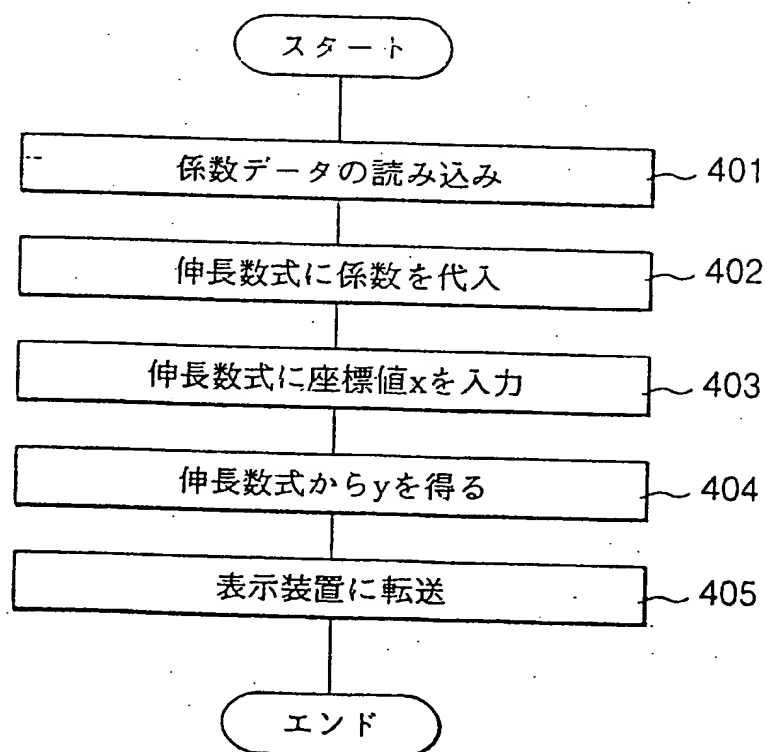 スタート
係数データの読み込み 401
伸長数式に係数を代入 402
伸長数式に座標値xを入力 403
伸長数式からyを得る 404
表示装置に転送 405
エンド